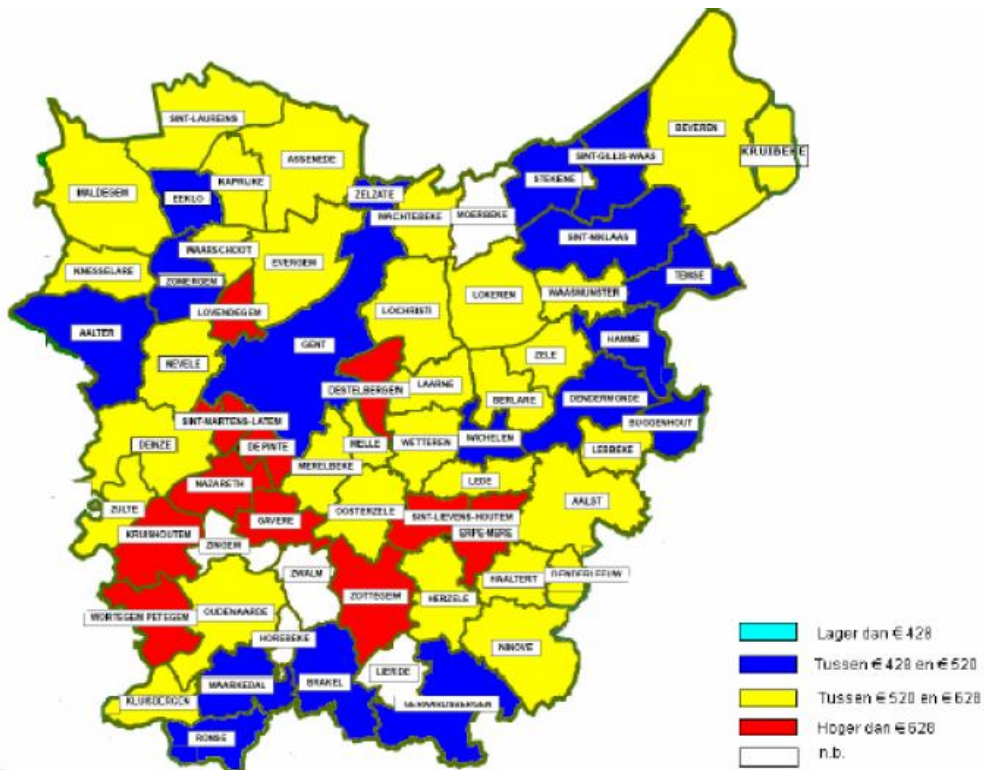 BEVEREN
SINT-LAUREINS
KRUIBEKE
ASSENEDE
SINT-GILLIS-WAAS
KAPRIJKE
STEKENE
MALDEGEM
EEKLO
ZELZATE
WACHTEBEKE
MOERBEKE
SINT-NIKLAAS
WAARSCHOOT
EVERGEM
KNESSELARE
ZOMERGEM
TEMSE
LOKEREN
WAASMUNSTER
LOVENDEGEM
LOCHRISTI
AALTER
GENT
HAMME
ZELE
NEVELE
LAARNE
DESTELBERGEN
BERLARE
DENDERMONDE
SINT-MARTENS-LATEM
BUGGENHOUT
DEINZE
DE PINTE
MELLE
WETTEREN
WICHELEN
LEBBEKE
MERELBEKE
NAZARETH
LEDE
AALST
ZULTE
OOSTERZELE
GAVERE
SINT-LIEVENS-HOUTEM
KRUISHOUTEM
ERPE-MERE
ZINGEM
ZWALM
HAALTERT
DENDERLEEUW
ZOTTEGEM
HERZELE
WORTEGEM PETEGEM
OUDENAARDE
HOREBEKE
NINOVE
LIERDE
MAARKEDAL
BRAKEL
KLUISBERGEN
GERAARDSBERGEN
RONSE
Lager dan € 428
Tussen € 428 en € 520
Tussen € 520 en € 628
Hoger dan € 628
n.b.